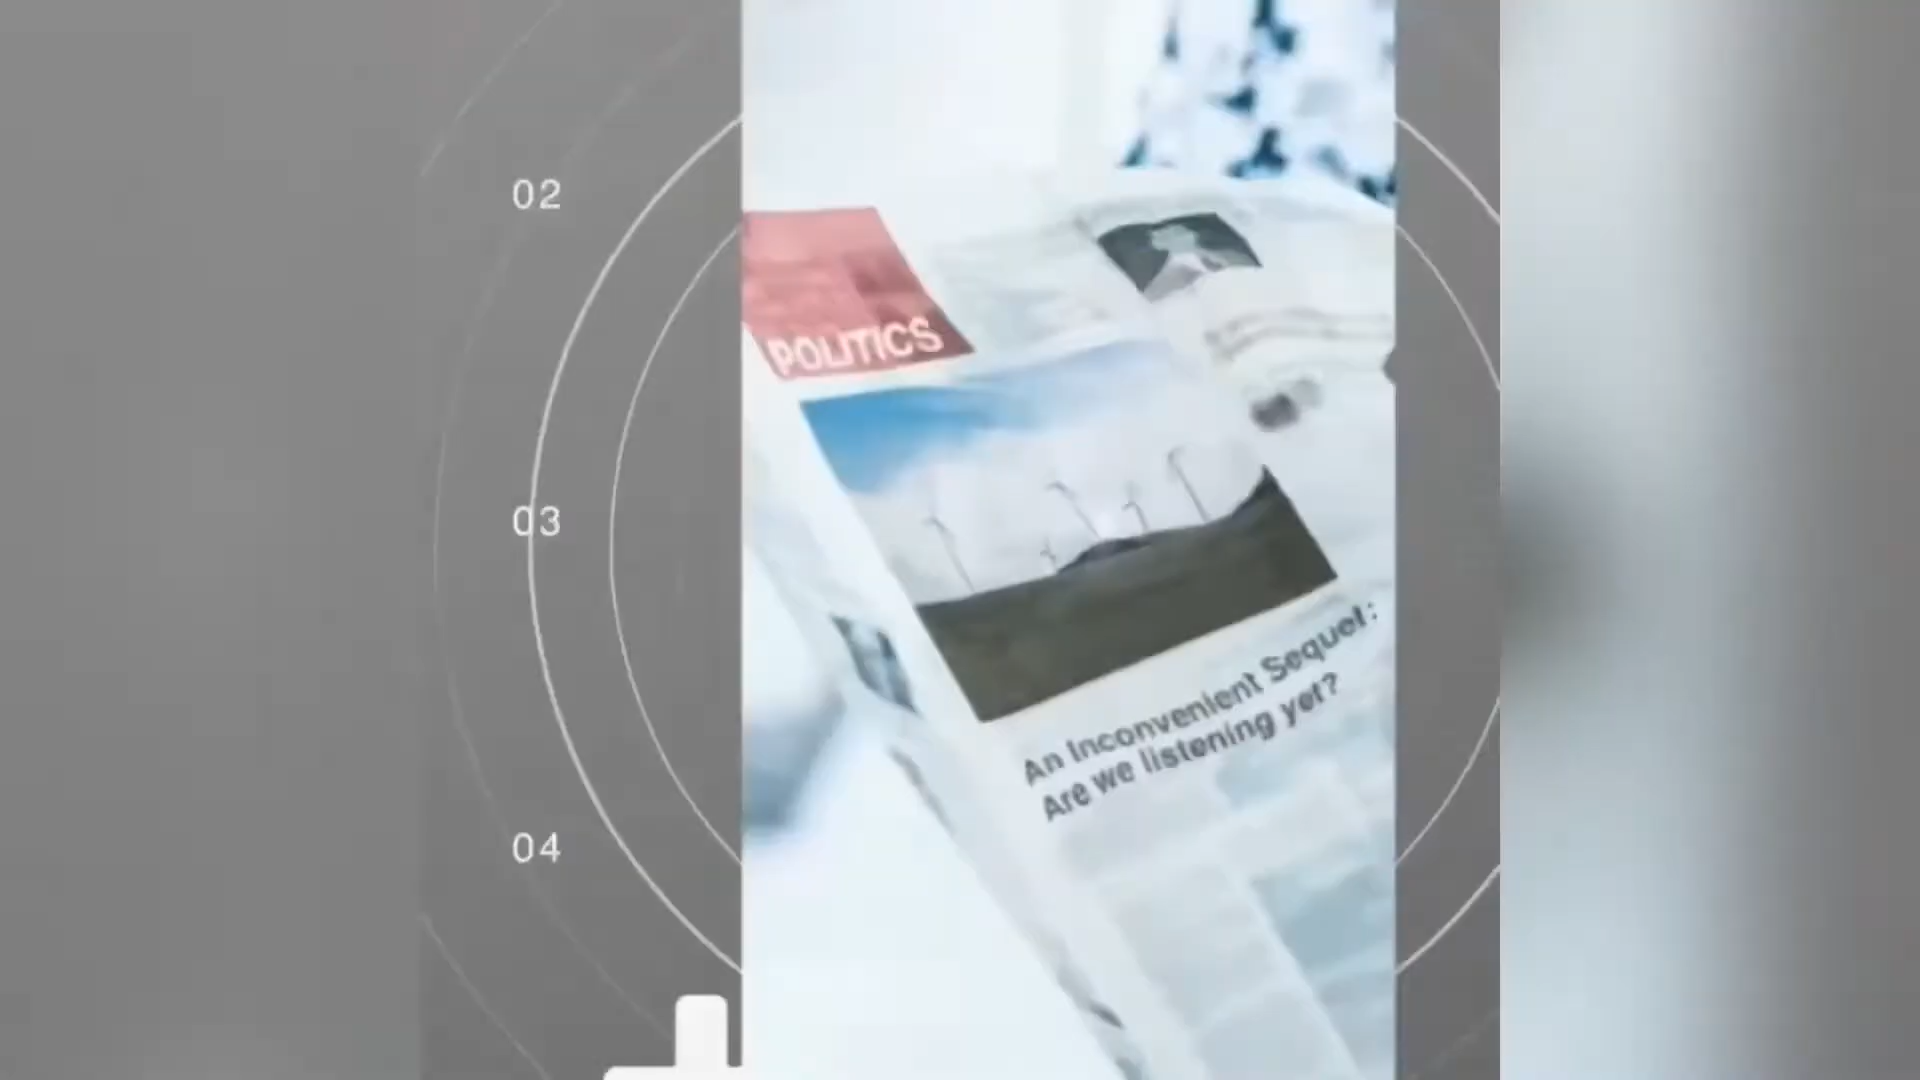 02
03
04
POLITICS
An Inconvenient Sequel:
Are we listening yet?